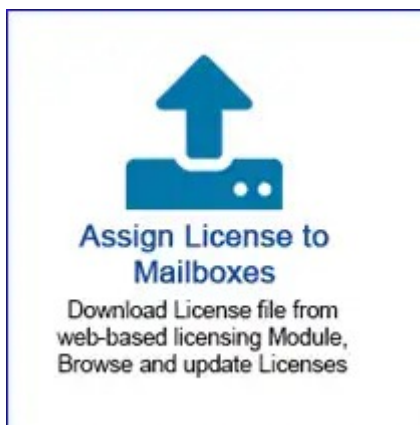 Assign License to
Mailboxes
Download License file from
web-based licensing Module,
Browse and update Licenses